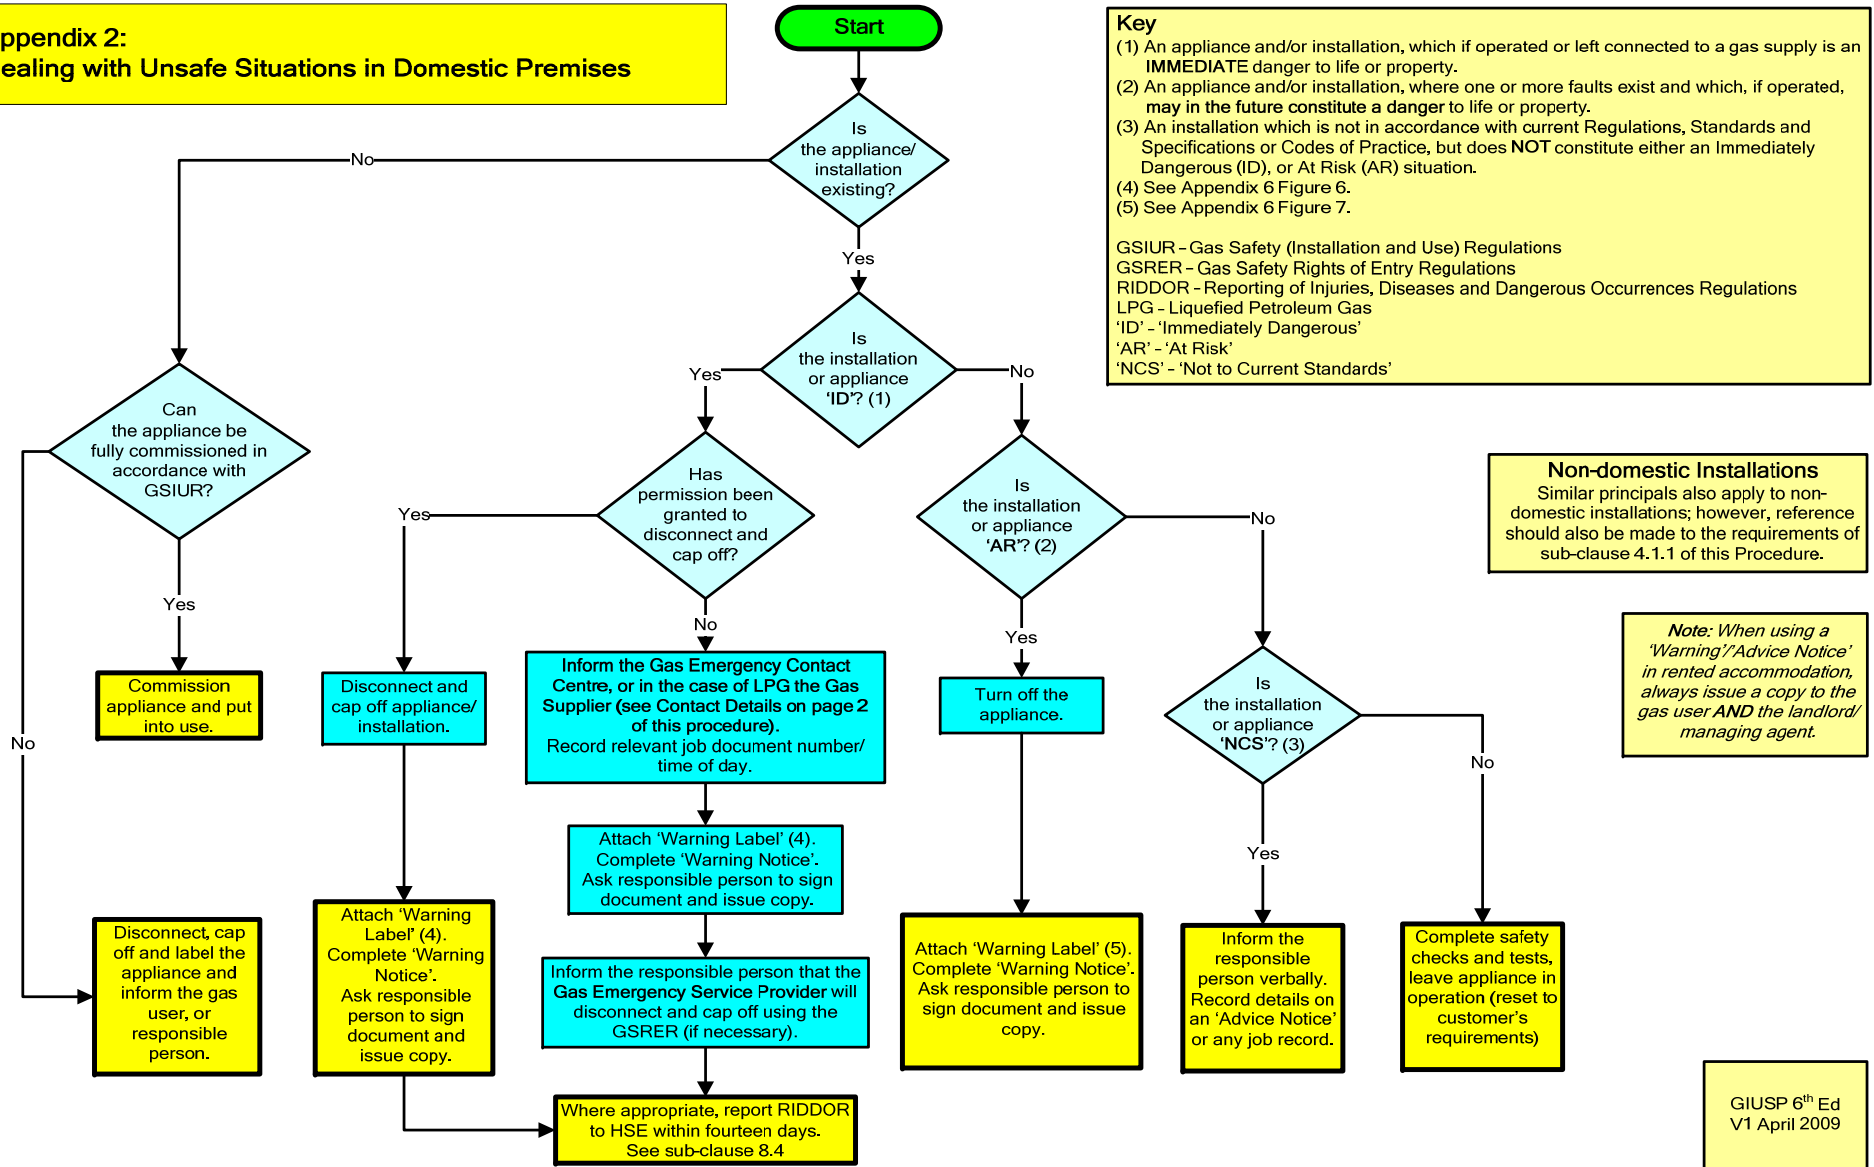 ppendix 2:
ealing with Unsafe Situations in Domestic Premises
Start
Key
(1) An appliance and/or installation, which if operated or left connected to a gas supply is an
IMMEDIATE danger to life or property.
(2) An appliance and/or installation, where one or more faults exist and which, if operated,
may in the future constitute a danger to life or property.
(3) An installation which is not in accordance with current Regulations, Standards and
Specifications or Codes of Practice, but does NOT constitute either an Immediately
Dangerous (ID), or At Risk (AR) situation.
(4) See Appendix 6 Figure 6.
(5) See Appendix 6 Figure 7.
GSIUR – Gas Safety (Installation and Use) Regulations
GSRER – Gas Safety Rights of Entry Regulations
RIDDOR – Reporting of Injuries, Diseases and Dangerous Occurrences Regulations
LPG – Liquefied Petroleum Gas
‘ID’ – ‘Immediately Dangerous’
‘AR’ – ‘At Risk’
‘NCS’ – ‘Not to Current Standards’
Is
the appliance/
installation
existing?
No
Yes
Is
the installation
or appliance
‘ID’? (1)
Yes
No
Can
the appliance be
fully commissioned in
accordance with
GSIUR?
Yes
No
Has
permission been
granted to
disconnect and
cap off?
Yes
No
Is
the installation
or appliance
‘AR’? (2)
No
Yes
Non-domestic Installations
Similar principals also apply to non-
domestic installations; however, reference
should also be made to the requirements of
sub-clause 4.1.1 of this Procedure.
Note: When using a
‘Warning’/’Advice Notice’
in rented accommodation,
always issue a copy to the
gas user AND the landlord/
managing agent.
Commission
appliance and put
into use.
Disconnect and
cap off appliance/
installation.
Inform the Gas Emergency Contact
Centre, or in the case of LPG the Gas
Supplier (see Contact Details on page 2
of this procedure).
Record relevant job document number/
time of day.
Turn off the
appliance.
Is
the installation
or appliance
‘NCS’? (3)
No
Yes
Attach ‘Warning Label’ (4).
Complete ‘Warning Notice’.
Ask responsible person to sign
document and issue copy.
Disconnect, cap
off and label the
appliance and
inform the gas
user, or
responsible
person.
Attach ‘Warning
Label’ (4).
Complete ‘Warning
Notice’.
Ask responsible
person to sign
document and
issue copy.
Inform the responsible person that the
Gas Emergency Service Provider will
disconnect and cap off using the
GSRER (if necessary).
Attach ‘Warning Label’ (5).
Complete ‘Warning Notice’.
Ask responsible person to
sign document and issue
copy.
Inform the
responsible
person verbally.
Record details on
an ‘Advice Notice’
or any job record.
Complete safety
checks and tests,
leave appliance in
operation (reset to
customer’s
requirements)
Where appropriate, report RIDDOR
to HSE within fourteen days.
See sub-clause 8.4
GIUSP 6th Ed
V1 April 2009